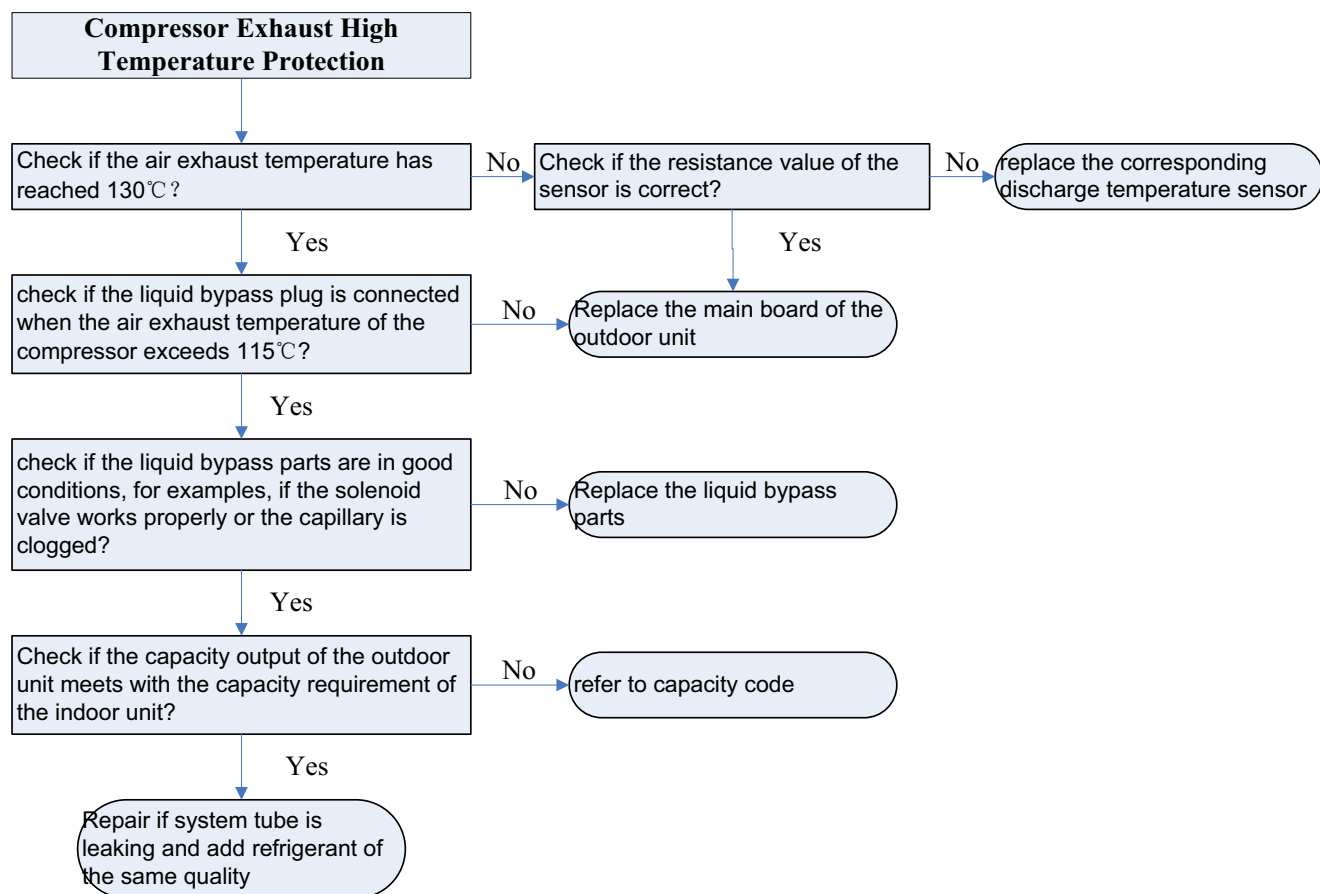 Compressor Exhaust High
Temperature Protection
Check if the air exhaust temperature has
reached 130℃？
No
Check if the resistance value of the
sensor is correct?
No
replace the corresponding
discharge temperature sensor
Yes
Yes
check if the liquid bypass plug is connected
when the air exhaust temperature of the
compressor exceeds 115℃?
No
Replace the main board of the
outdoor unit
Yes
check if the liquid bypass parts are in good
conditions, for examples, if the solenoid
valve works properly or the capillary is
clogged?
No
Replace the liquid bypass
parts
Yes
Check if the capacity output of the outdoor
unit meets with the capacity requirement of
the indoor unit?
No
refer to capacity code
Yes
Repair if system tube is
leaking and add refrigerant of
the same quality